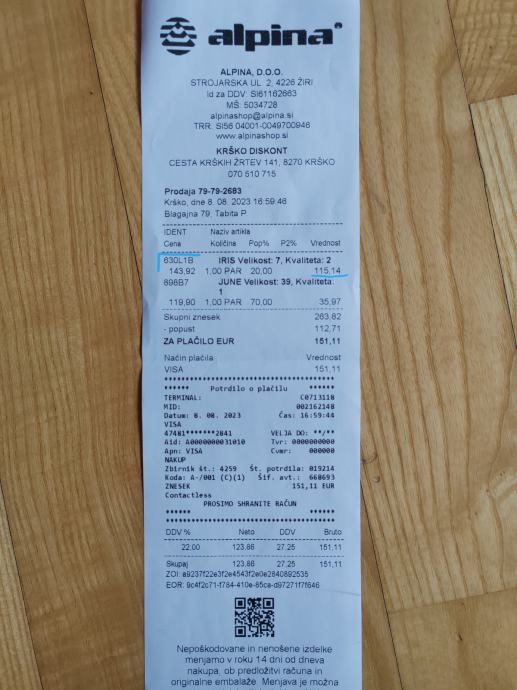 alpina
ALPINA, D.O.O.
STROJARSKA UL. 2, 4226 ŽIRI
Id za DDV: SI61162663
MŠ: 5034728
alpinashop@alpina.si
TRR: SI56 04001-0049700946
www.alpinashop.si
KRŠKO DISKONT
CESTA KRŠKIH ŽRTEV 141, 8270 KRŠKO
070 510 715
Prodaja 79-79-2683
Krško, dne 8. 08. 2023 16:59:46
Blagajna 79, Tabita P.
IDENT Naziv artikla
Cena Količina Pop% P2% Vrednost
630L1B IRIS Velikost: 7, Kvaliteta: 2
143,92 1,00 PAR 20,00 115,14
698B7 JUNE Velikost: 39, Kvaliteta: 1
119,90 1,00 PAR 70,00 35,97
Skupni znesek 263,82
- popust 112,71
ZA PLAČILO EUR 151,11
Način plačila Vrednost
VISA 151,11
****** Potrdilo o plačilu ******
TERMINAL: C0713118
MID: 002162148
Datum: 8. 08. 2023 Čas: 16:59:44
VISA
47481*******2841 VELJA DO: **/**
Aid: A0000000031010 Tvr: 0000000000
Apn: VISA Cvmr: 000000
NAKUP
Zbirnik št.: 4259 Št. potrdila: 019214
Koda: A-/001 (C)(1) Šif. avt.: 668693
ZNESEK 151,11 EUR
Contactless
PROSIMO SHRANITE RAČUN
DDV % Neto DDV Bruto
22,00 123,86 27,25 151,11
Skupaj 123,86 27,25 151,11
ZOI: a9237f22e3f2e4543f2e0e2840892535
EOR: 9c4f2c71-f784-410e-85ca-d97271f7f646
Nepoškodovane in nenošene izdelke
menjamo v roku 14 dni od dneva
nakupa, ob predložitvi računa in
originalne embalaže. Menjava je možna